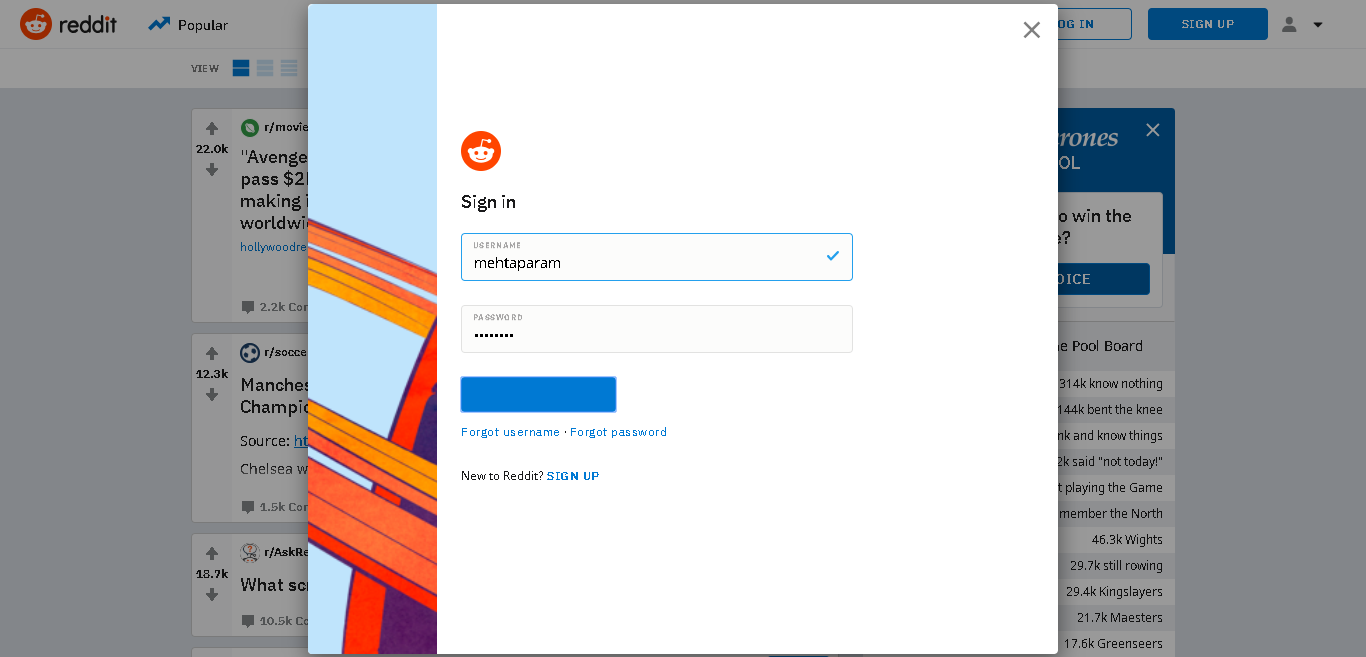 reddit
Popular
OG IN
SIGN UP
VIEW
22.0k
r/movie
"Avenge
pass $2
making i
worldwi
hollywoodre
2.2k Co
12.3k
r/socce
Manches
Champio
Source: ht
Chelsea w
1.5k Co
18.7k
r/AskRe
What scr
10.5k Co
Sign in
USERNAME
mehtaparam
PASSWORD
Forgot username · Forgot password
New to Reddit? SIGN UP
rones
OL
o win the
e?
OICE
e Pool Board
314k know nothing
144k bent the knee
nk and know things
2k said "not today!"
t playing the Game
member the North
46.3k Wights
29.7k still rowing
29.4k Kingslayers
21.7k Maesters
17.6k Greenseers